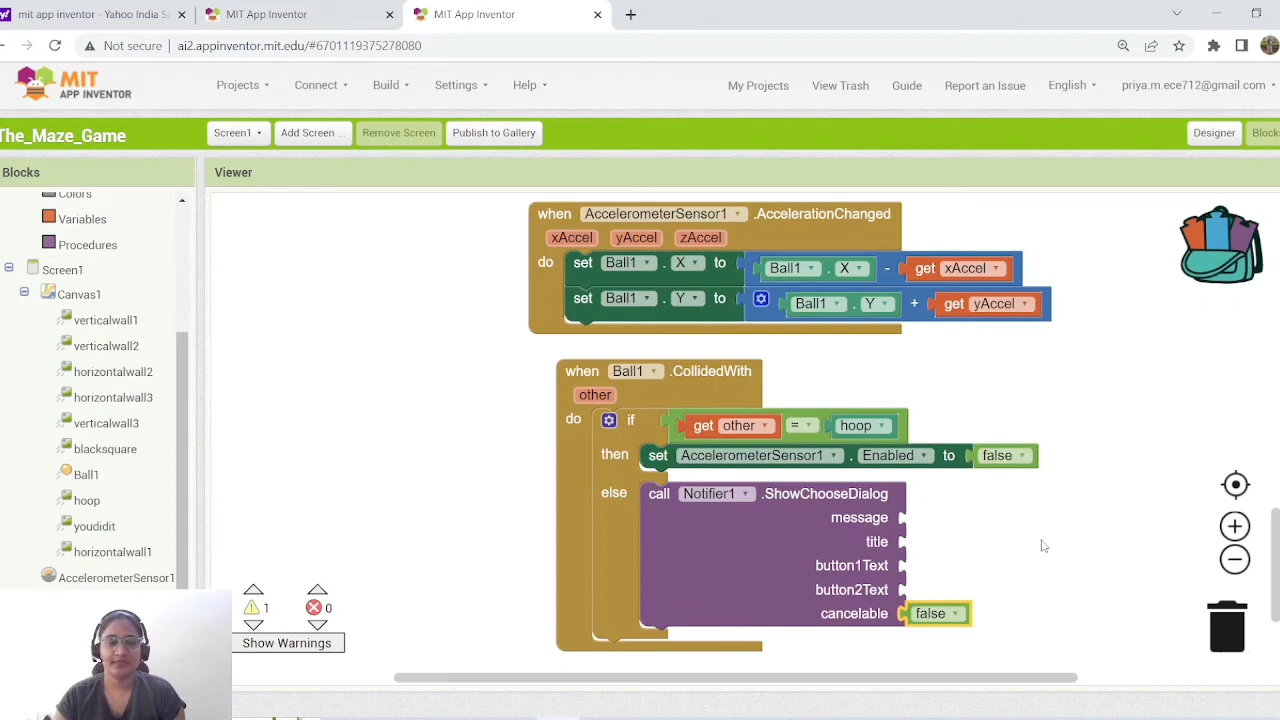 mit app inventor - Yahoo India S
MIT App Inventor
MIT App Inventor
Not secure
ai2.appinventor.mit.edu/#6701119375278080
MIT
APP INVENTOR
Projects
Connect
Build
Settings
Help
My Projects
View Trash
Guide
Report an Issue
English
priya.m.ece712@gmail.com
The_Maze_Game
Screen1
Add Screen ...
Remove Screen
Publish to Gallery
Designer
Block
Blocks
Viewer
Colors
Variables
Procedures
Screen1
Canvas1
verticalwall1
verticalwall2
horizontalwall2
horizontalwall3
verticalwall3
blacksquare
Ball1
hoop
youdidit
horizontalwall1
AccelerometerSensor1
when AccelerometerSensor1 .AccelerationChanged
xAccel yAccel zAccel
do set Ball1 . X to Ball1 . X - get xAccel
set Ball1 . Y to Ball1 . Y + get yAccel
when Ball1 .CollidedWith
other
do if get other = hoop
then set AccelerometerSensor1 . Enabled to false
else call Notifier1 .ShowChooseDialog
message
title
button1Text
button2Text
cancelable false
1
0
Show Warnings